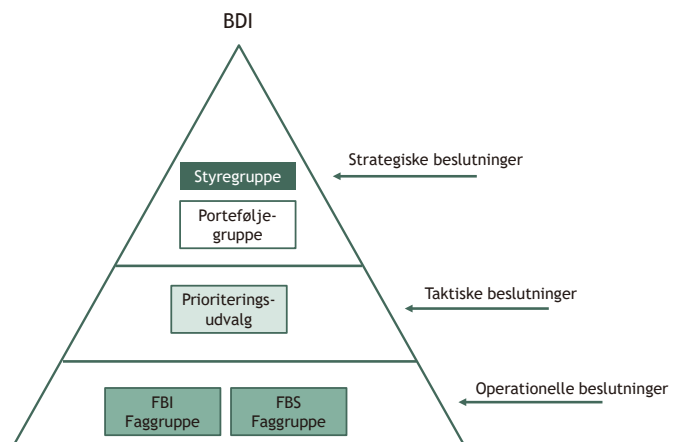 BDI
Strategiske beslutninger
Styregruppe
Portefølje-
gruppe
Taktiske beslutninger
Prioriterings-
udvalg
Operationelle beslutninger
FBI
Faggruppe
FBS
Faggruppe